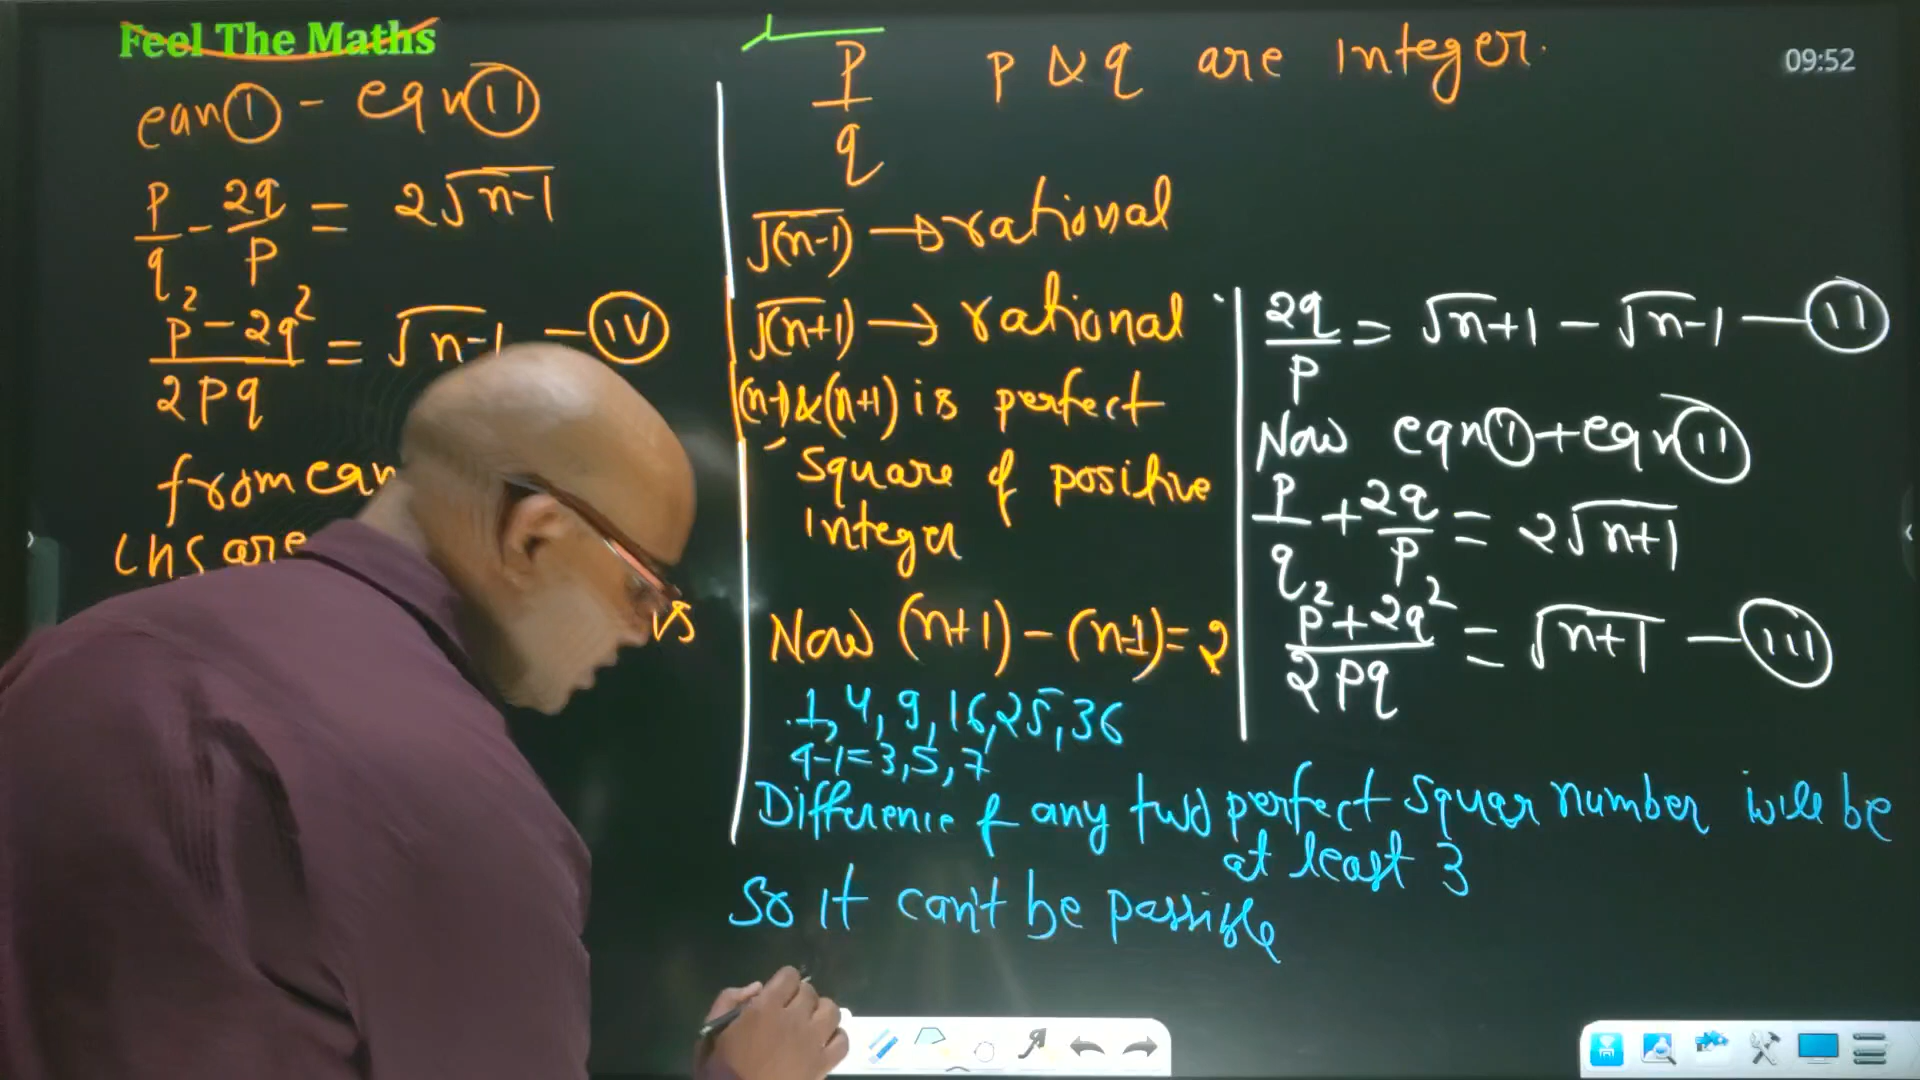 Feel The Maths
09:52
eqn (I) - eqn (II)
p/q - 2q/p = 2√n-1
p² - 2q² / 2pq = √n-1 - (IV)
from eqn
LHS are
is
p/q p & q are integer.
√(n-1) → rational
√(n+1) → rational
(n-1) & (n+1) is perfect
square of positive
integer
Now (n+1) - (n-1) = 2
1, 4, 9, 16, 25, 36
4-1=3, 5, 7
Difference of any two perfect squar number will be
at least 3
So it can't be passible
2q/p = √n+1 - √n-1 - (II)
Now eqn (I) + eqn (II)
p/q + 2q/p = 2√n+1
p² + 2q² / 2pq = √n+1 - (III)